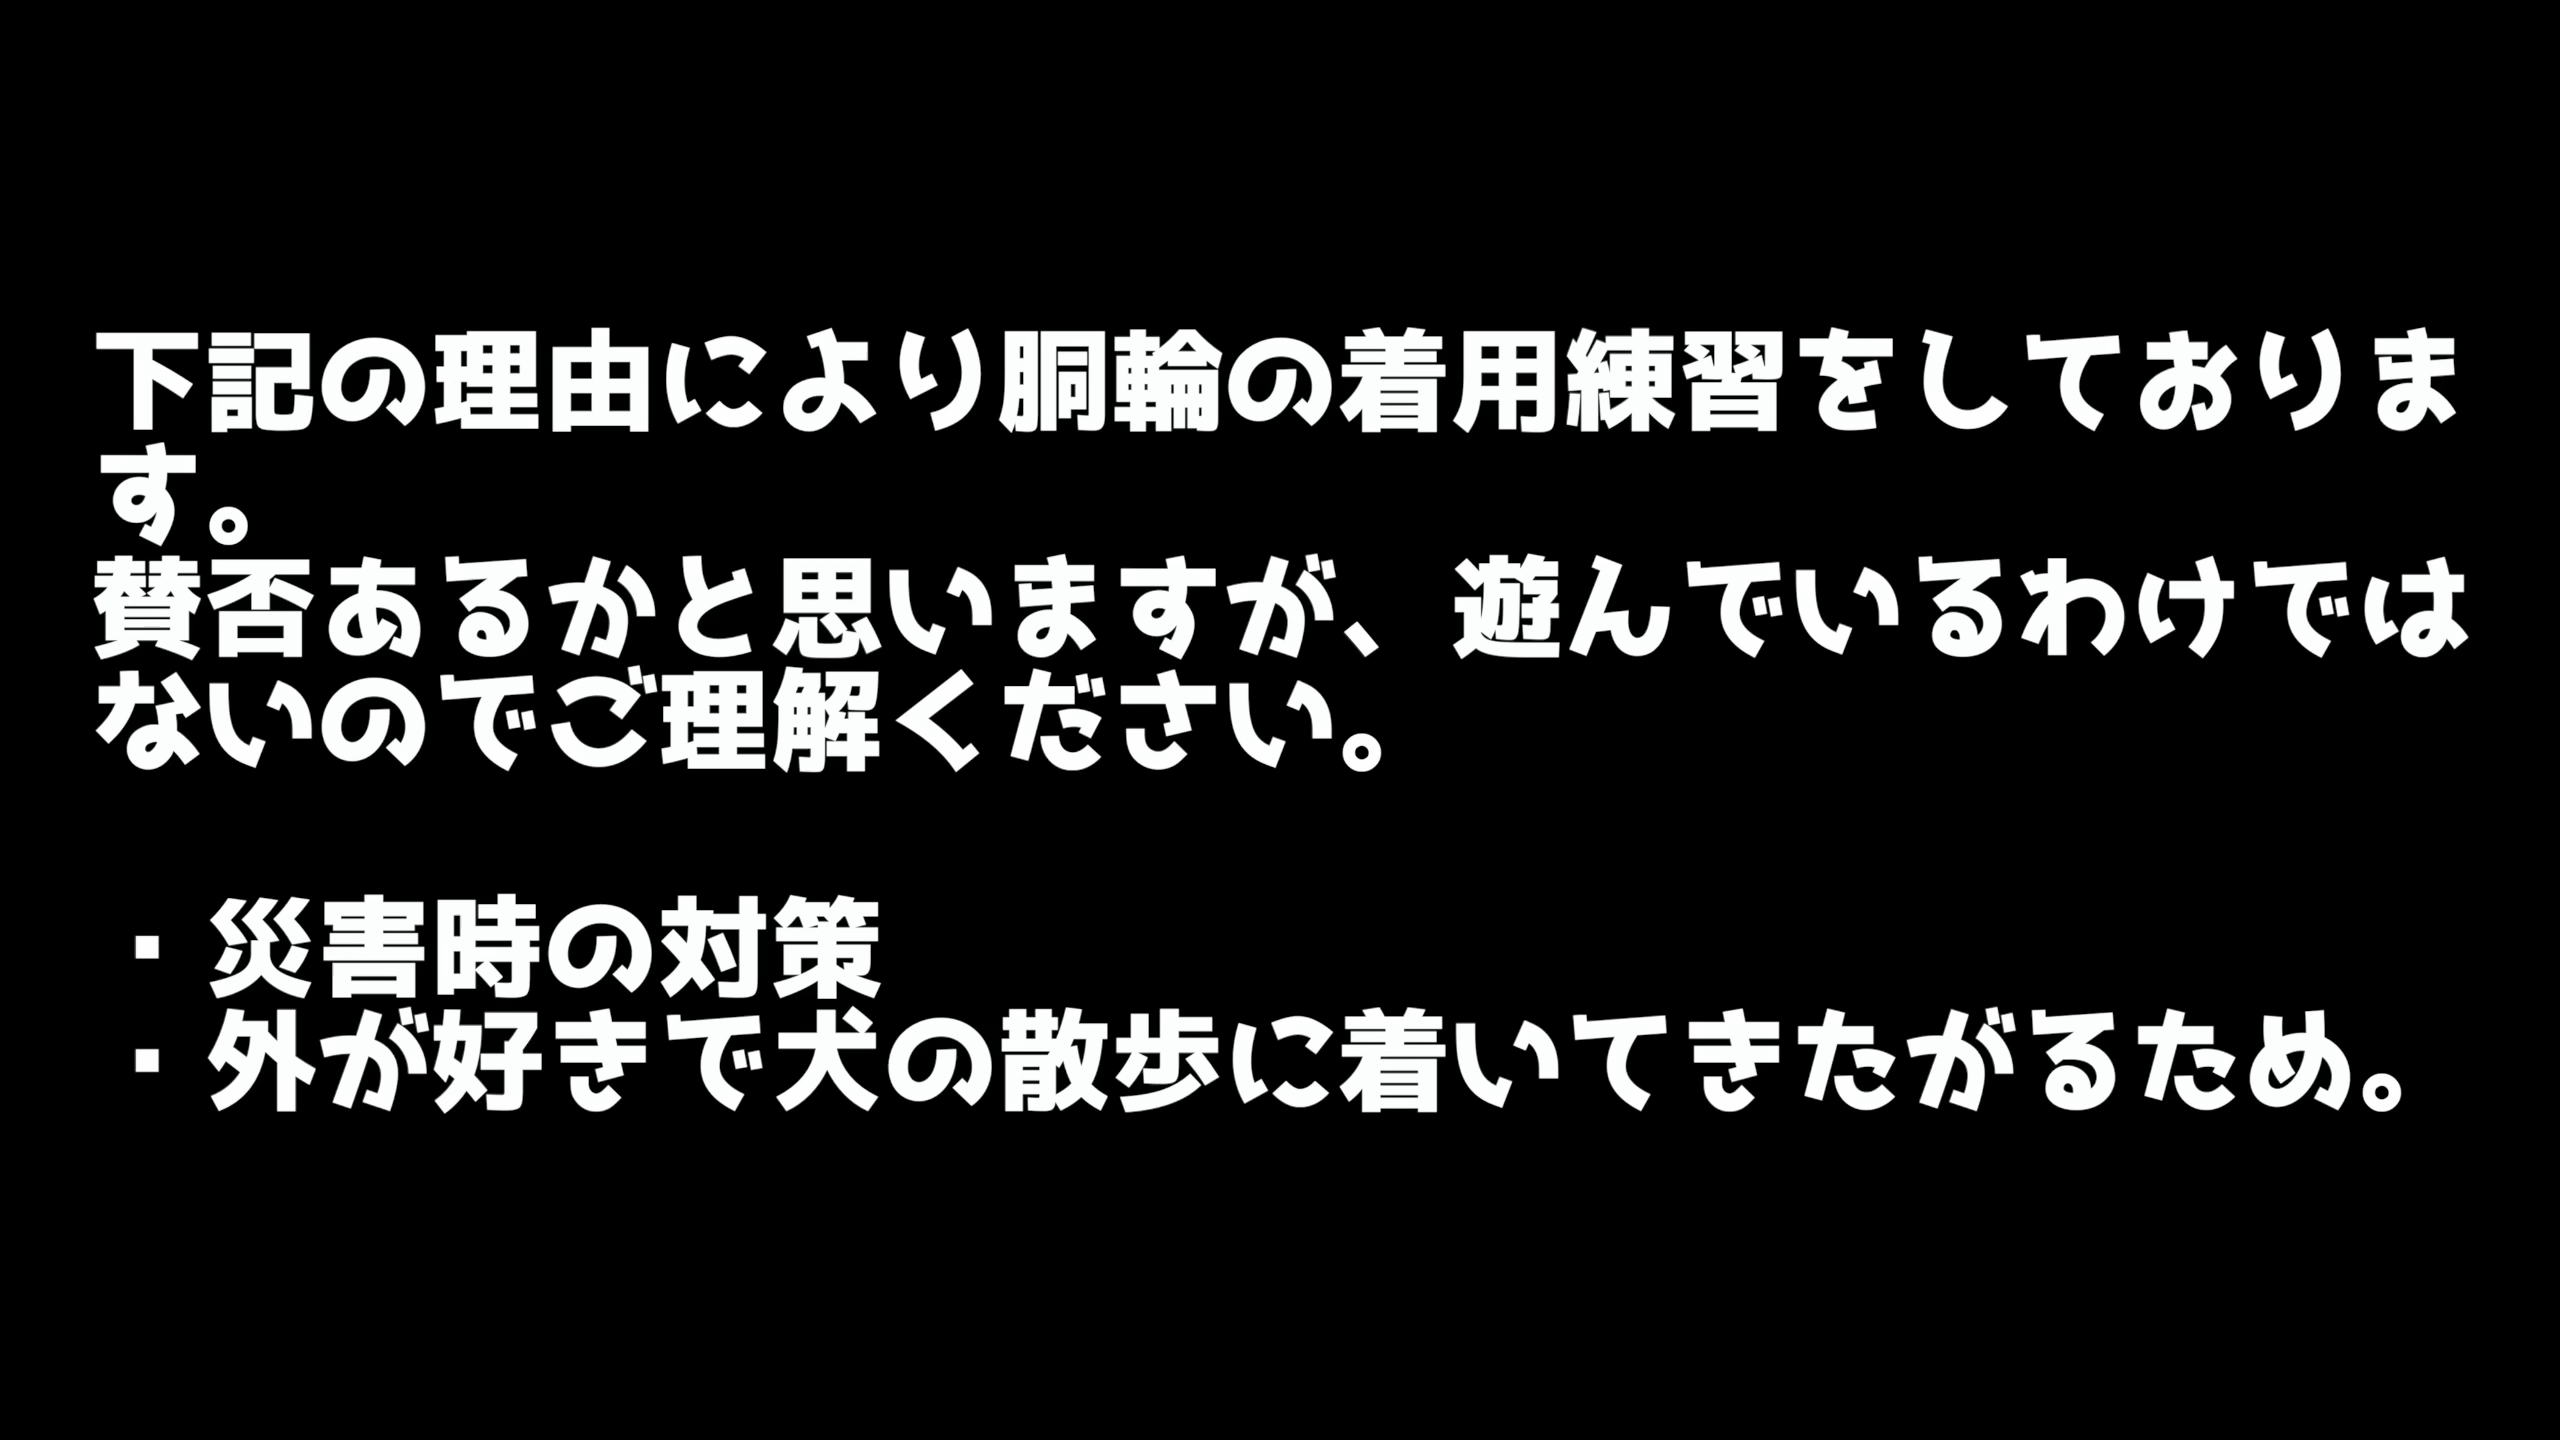 下記の理由により胴輪の着用練習をしておりま
す。
賛否あるかと思いますが、遊んでいるわけでは
ないのでご理解ください。
・災害時の対策
・外が好きで犬の散歩に着いてきたがるため。